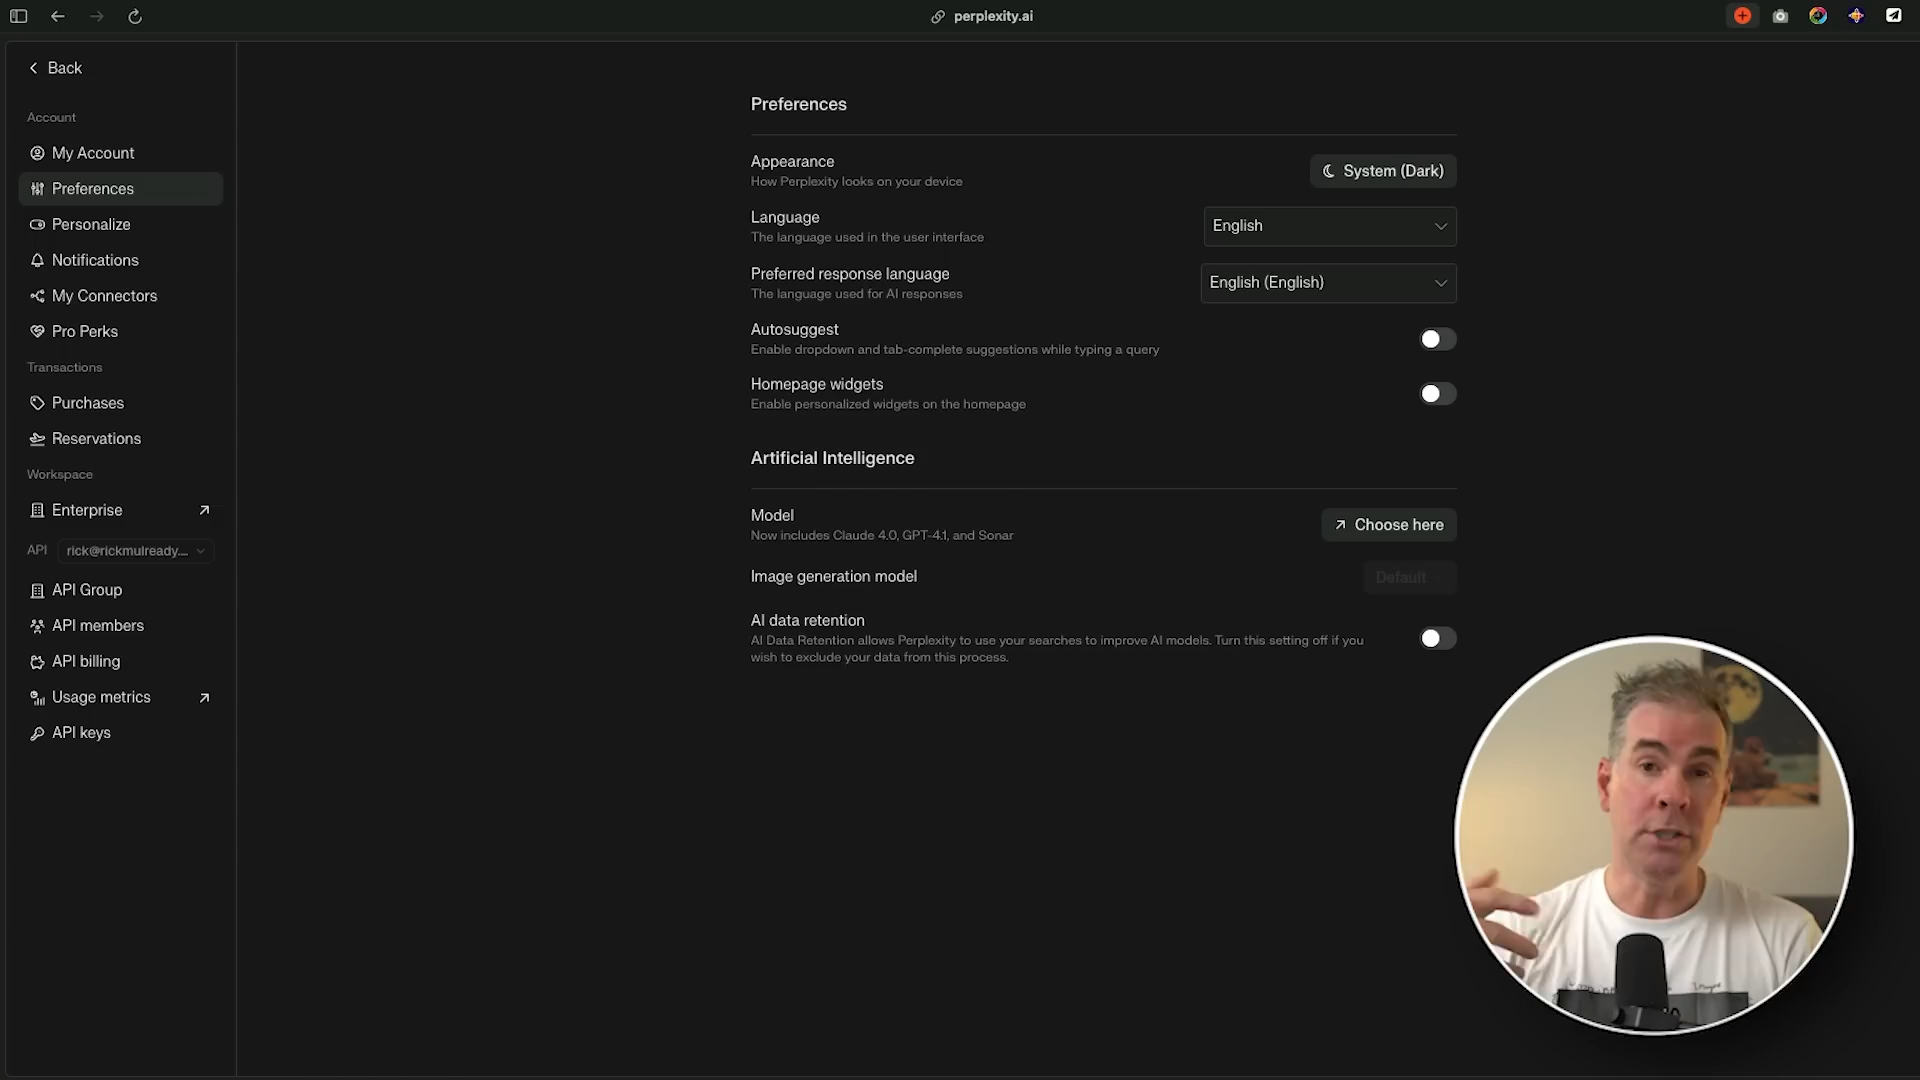 perplexity.ai
Back
Account
My Account
Preferences
Personalize
Notifications
My Connectors
Pro Perks
Transactions
Purchases
Reservations
Workspace
Enterprise
API rick@rickmulready....
API Group
API members
API billing
Usage metrics
API keys
Preferences
Appearance
How Perplexity looks on your device
System (Dark)
Language
The language used in the user interface
English
Preferred response language
The language used for AI responses
English (English)
Autosuggest
Enable dropdown and tab-complete suggestions while typing a query
Homepage widgets
Enable personalized widgets on the homepage
Artificial Intelligence
Model
Now includes Claude 4.0, GPT-4.1, and Sonar
Choose here
Image generation model
Default
AI data retention
AI Data Retention allows Perplexity to use your searches to improve AI models. Turn this setting off if you
wish to exclude your data from this process.